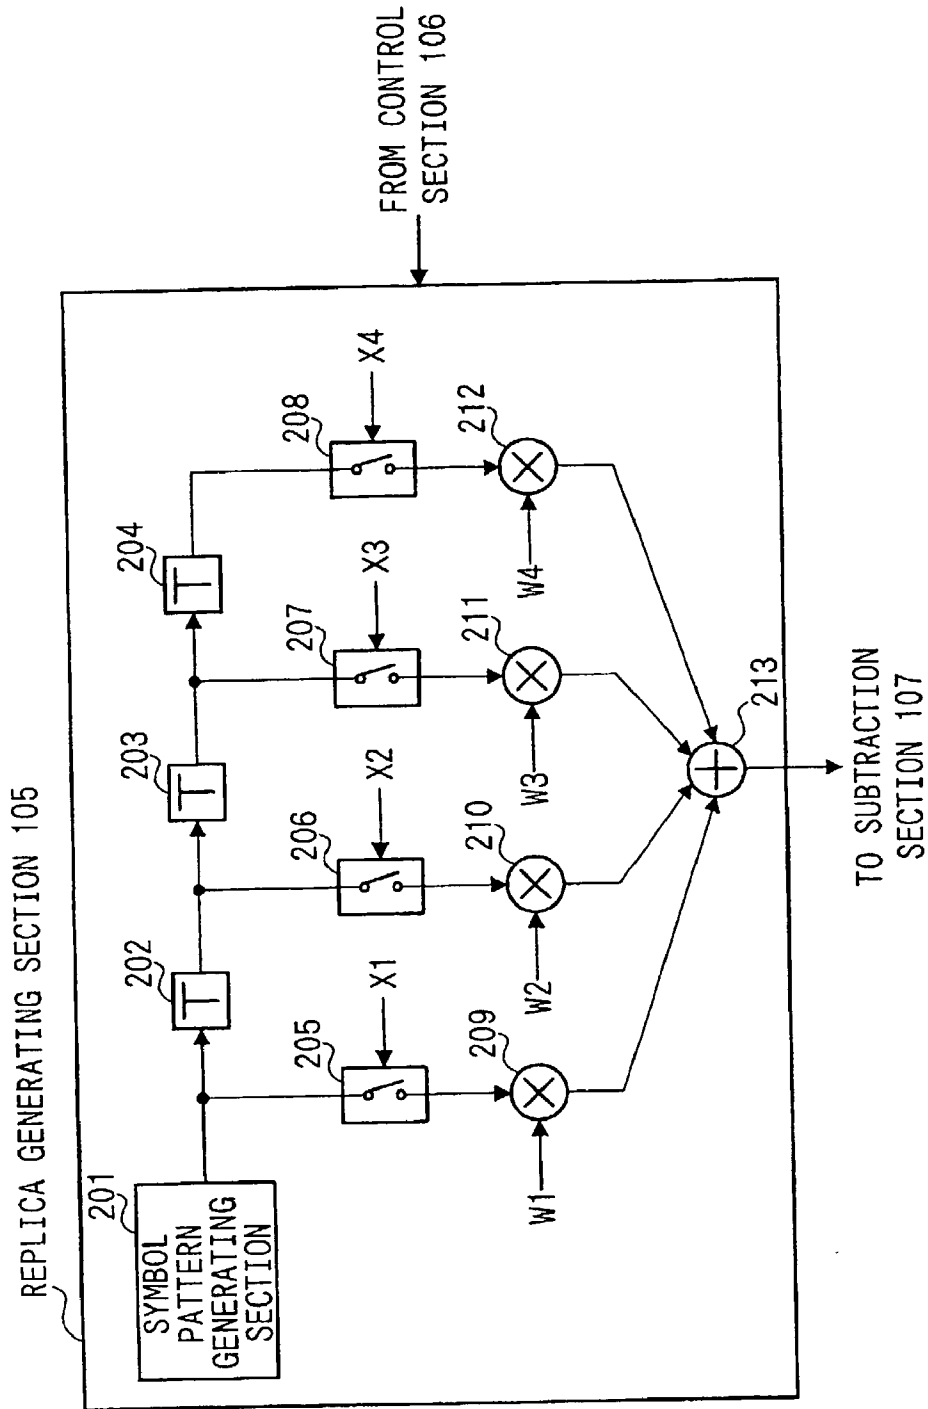 REPLICA GENERATING SECTION 105
201
SYMBOL
PATTERN
GENERATING
SECTION
202
T
203
T
204
T
205
X1
206
X2
207
X3
208
X4
FROM CONTROL
SECTION 106
W1
209
×
W2
210
×
W3
211
×
W4
212
×
213
+
TO SUBTRACTION
SECTION 107